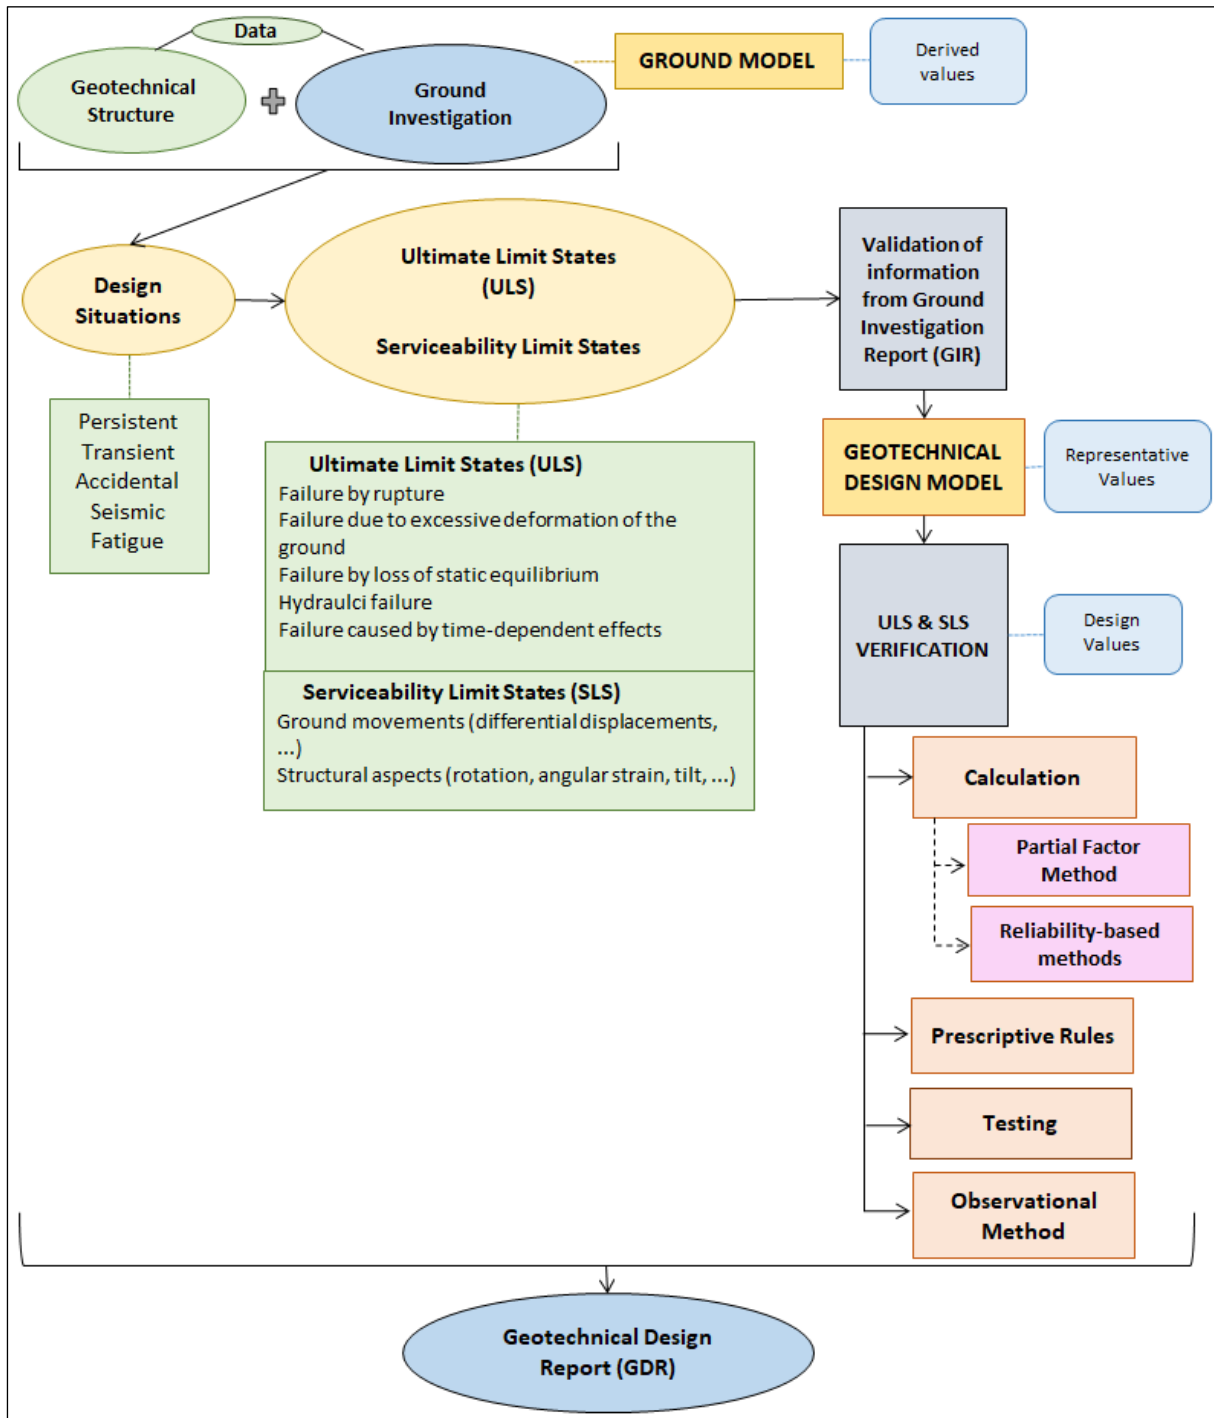 Data
Geotechnical
Structure
Ground
Investigation
GROUND MODEL
Derived
values
Design
Situations
Ultimate Limit States
(ULS)
Serviceability Limit States
Validation of
information
from Ground
Investigation
Report (GIR)
Persistent
Transient
Accidental
Seismic
Fatigue
Ultimate Limit States (ULS)
Failure by rupture
Failure due to excessive deformation of the
ground
Failure by loss of static equilibrium
Hydraulci failure
Failure caused by time-dependent effects
Serviceability Limit States (SLS)
Ground movements (differential displacements,
...)
Structural aspects (rotation, angular strain, tilt, ...)
GEOTECHNICAL
DESIGN MODEL
Representative
Values
ULS & SLS
VERIFICATION
Design
Values
Calculation
Partial Factor
Method
Reliability-based
methods
Prescriptive Rules
Testing
Observational
Method
Geotechnical Design
Report (GDR)